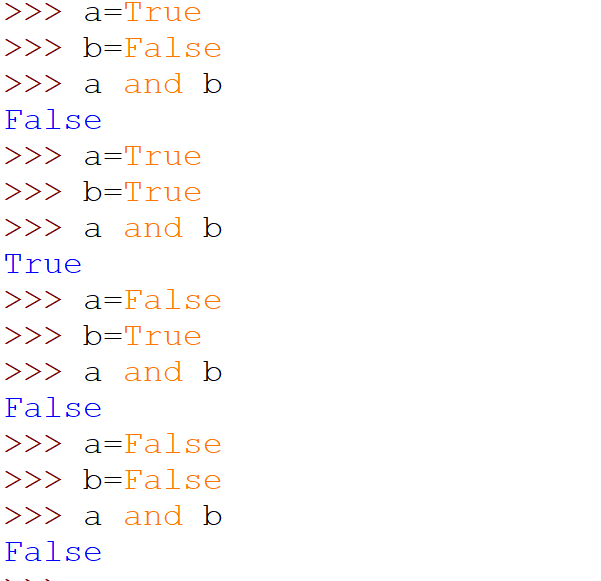 >>> a=True
>>> b=False
>>> a and b
False
>>> a=True
>>> b=True
>>> a and b
True
>>> a=False
>>> b=True
>>> a and b
False
>>> a=False
>>> b=False
>>> a and b
False
>>>